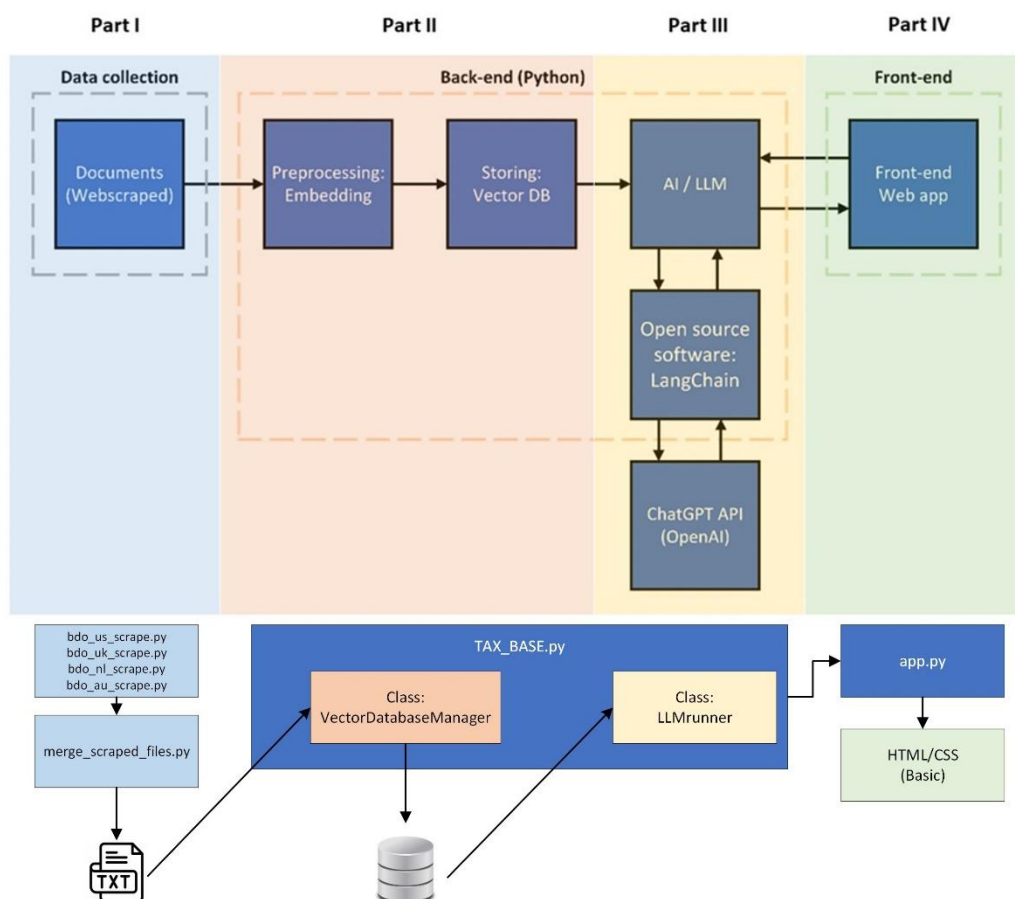 Part I
Part II
Part III
Part IV
Data collection
Back-end (Python)
Front-end
Documents
(Webscraped)
Preprocessing:
Embedding
Storing:
Vector DB
AI / LLM
Front-end
Web app
Open source
software:
LangChain
ChatGPT API
(OpenAI)
bdo_us_scrape.py
bdo_uk_scrape.py
bdo_nl_scrape.py
bdo_au_scrape.py
merge_scraped_files.py
TXT
TAX_BASE.py
Class:
VectorDatabaseManager
Class:
LLMrunner
app.py
HTML/CSS
(Basic)